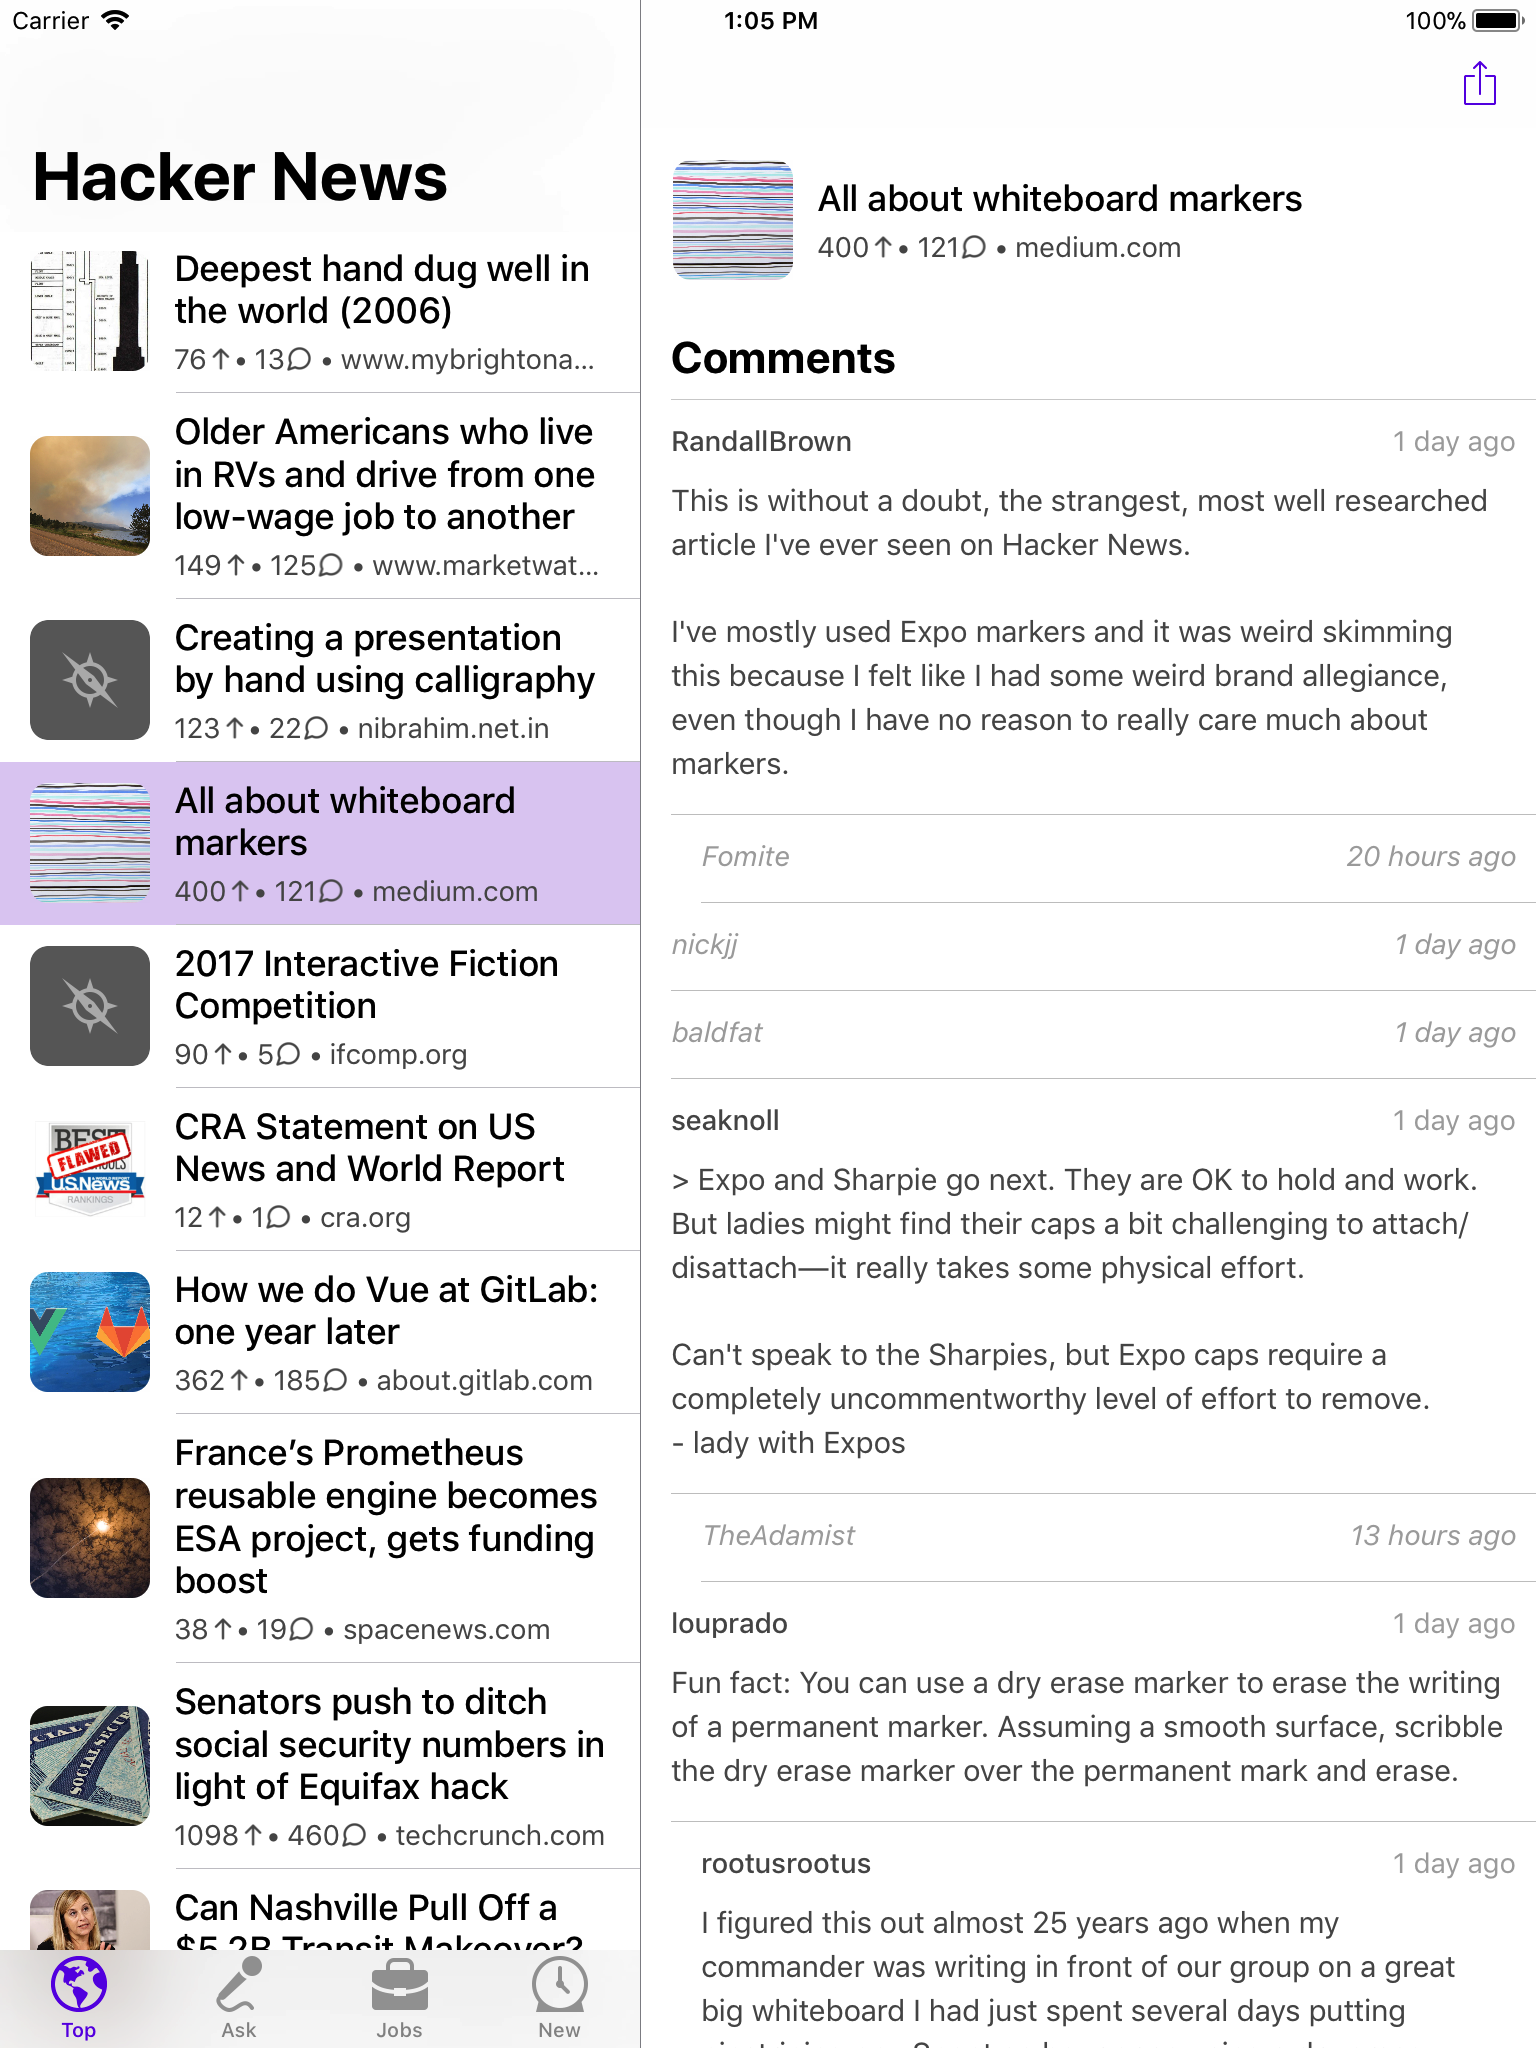 Carrier
1:05 PM
100%
Hacker News
Deepest hand dug well in
the world (2006)
76 • 13 • www.mybrightona...
Older Americans who live
in RVs and drive from one
low-wage job to another
149 • 125 • www.marketwat...
Creating a presentation
by hand using calligraphy
123 • 22 • nibrahim.net.in
All about whiteboard
markers
400 • 121 • medium.com
2017 Interactive Fiction
Competition
90 • 5 • ifcomp.org
BEST
FLAWED
US.News
RANKINGS
CRA Statement on US
News and World Report
12 • 1 • cra.org
How we do Vue at GitLab:
one year later
362 • 185 • about.gitlab.com
France’s Prometheus
reusable engine becomes
ESA project, gets funding
boost
38 • 19 • spacenews.com
SOCIAL SECUR
Senators push to ditch
social security numbers in
light of Equifax hack
1098 • 460 • techcrunch.com
Can Nashville Pull Off a
$5.2B Transit Makeover?
Top
Ask
Jobs
New
All about whiteboard markers
400 • 121 • medium.com
Comments
RandallBrown
1 day ago
This is without a doubt, the strangest, most well researched
article I've ever seen on Hacker News.
I've mostly used Expo markers and it was weird skimming
this because I felt like I had some weird brand allegiance,
even though I have no reason to really care much about
markers.
Fomite
20 hours ago
nickjj
1 day ago
baldfat
1 day ago
seaknoll
1 day ago
> Expo and Sharpie go next. They are OK to hold and work.
But ladies might find their caps a bit challenging to attach/
disattach—it really takes some physical effort.
Can't speak to the Sharpies, but Expo caps require a
completely uncommentworthy level of effort to remove.
- lady with Expos
TheAdamist
13 hours ago
louprado
1 day ago
Fun fact: You can use a dry erase marker to erase the writing
of a permanent marker. Assuming a smooth surface, scribble
the dry erase marker over the permanent mark and erase.
rootusrootus
1 day ago
I figured this out almost 25 years ago when my
commander was writing in front of our group on a great
big whiteboard I had just spent several days putting